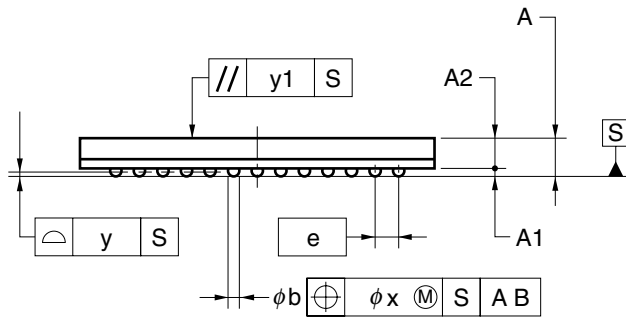 A
// y1 S
A2
S
⌓ y S
e
A1
φb ⌖ φx Ⓜ S A B